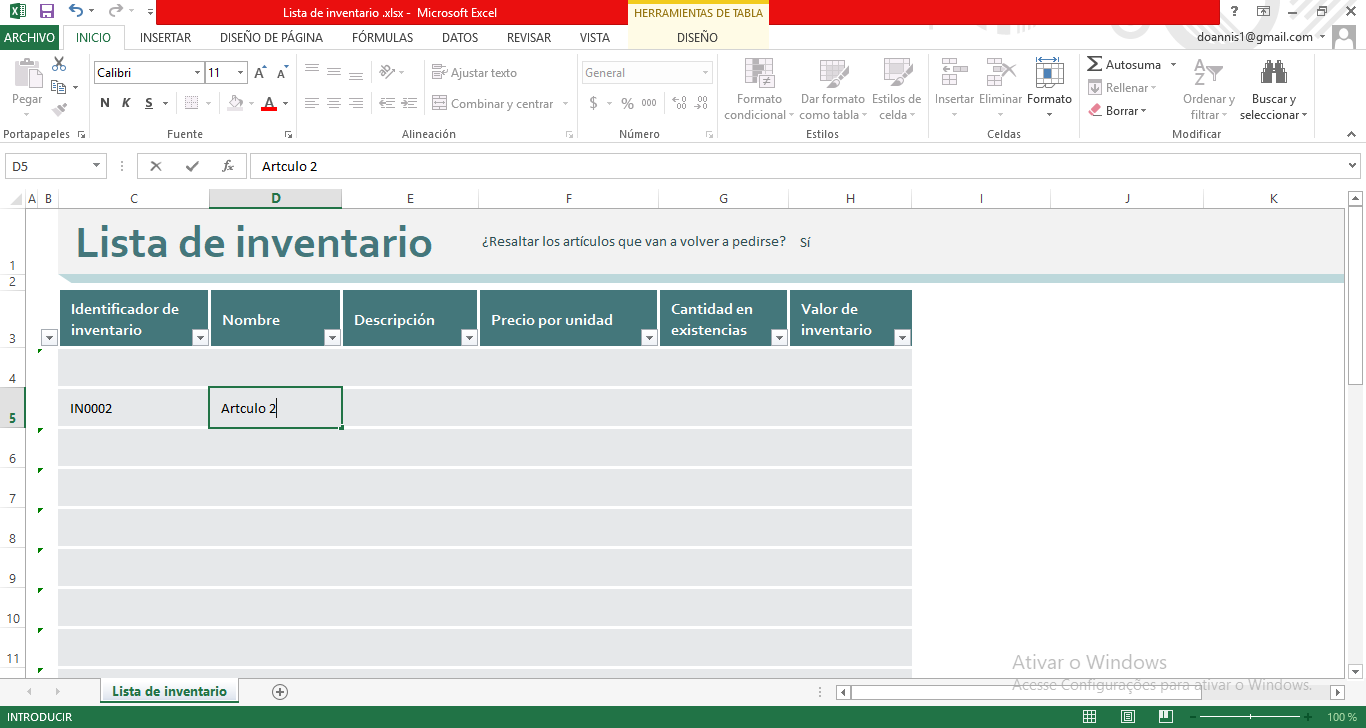 Lista de inventario .xlsx - Microsoft Excel
HERRAMIENTAS DE TABLA
?
ARCHIVO INICIO INSERTAR DISEÑO DE PÁGINA FÓRMULAS DATOS REVISAR VISTA DISEÑO doannis1@gmail.com
Pegar
Portapapeles
Calibri 11
N K S
Fuente
Ajustar texto
Combinar y centrar
Alineación
General
$ % 000
Número
Formato condicional
Dar formato como tabla
Estilos de celda
Estilos
Insertar Eliminar Formato
Celdas
Autosuma
Rellenar
Borrar
Ordenar y filtrar
Buscar y seleccionar
Modificar
D5 fx Artculo 2
A B C D E F G H I J K
1 Lista de inventario ¿Resaltar los artículos que van a volver a pedirse? Sí
2
3 Identificador de inventario Nombre Descripción Precio por unidad Cantidad en existencias Valor de inventario
4
5 IN0002 Artculo 2
6
7
8
9
10
11
Ativar o Windows
Acesse Configurações para ativar o Windows.
Lista de inventario
INTRODUCIR 100 %